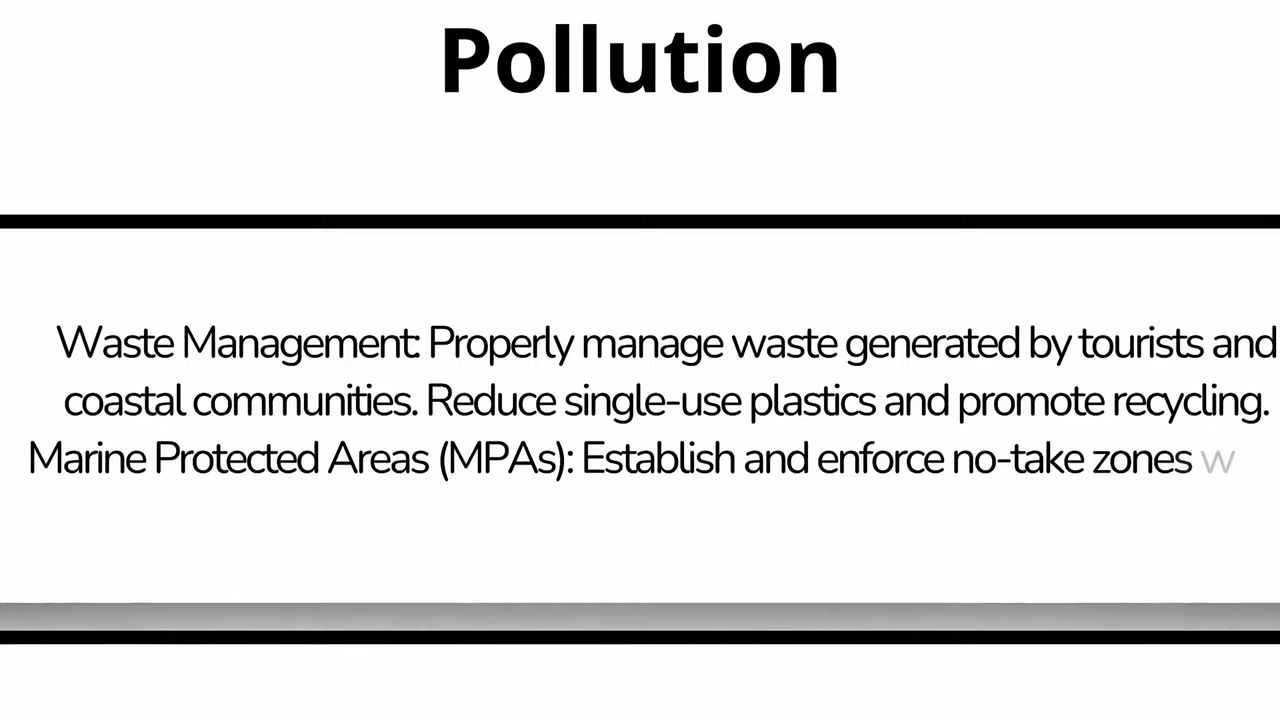 Pollution
Waste Management: Properly manage waste generated by tourists and
coastal communities. Reduce single-use plastics and promote recycling.
Marine Protected Areas (MPAs): Establish and enforce no-take zones w